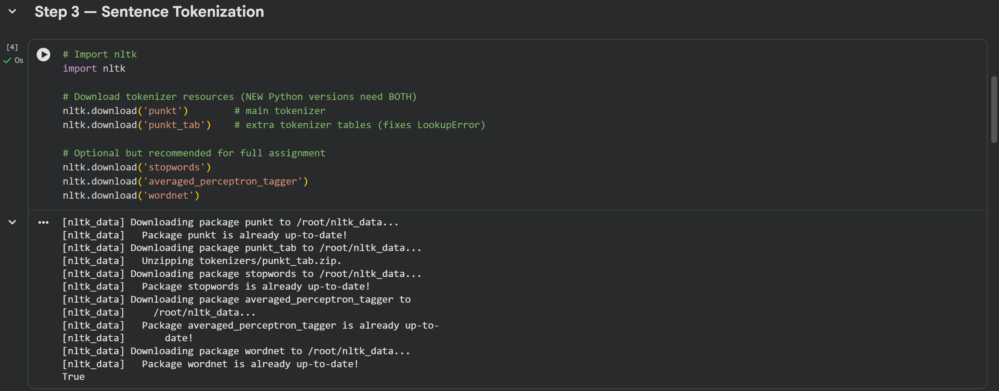 Step 3 — Sentence Tokenization
[4]
0s
# Import nltk
import nltk
# Download tokenizer resources (NEW Python versions need BOTH)
nltk.download('punkt')        # main tokenizer
nltk.download('punkt_tab')    # extra tokenizer tables (fixes LookupError)
# Optional but recommended for full assignment
nltk.download('stopwords')
nltk.download('averaged_perceptron_tagger')
nltk.download('wordnet')
[nltk_data] Downloading package punkt to /root/nltk_data...
[nltk_data]   Package punkt is already up-to-date!
[nltk_data] Downloading package punkt_tab to /root/nltk_data...
[nltk_data]   Unzipping tokenizers/punkt_tab.zip.
[nltk_data] Downloading package stopwords to /root/nltk_data...
[nltk_data]   Package stopwords is already up-to-date!
[nltk_data] Downloading package averaged_perceptron_tagger to
[nltk_data]     /root/nltk_data...
[nltk_data]   Package averaged_perceptron_tagger is already up-to-
[nltk_data]       date!
[nltk_data] Downloading package wordnet to /root/nltk_data...
[nltk_data]   Package wordnet is already up-to-date!
True